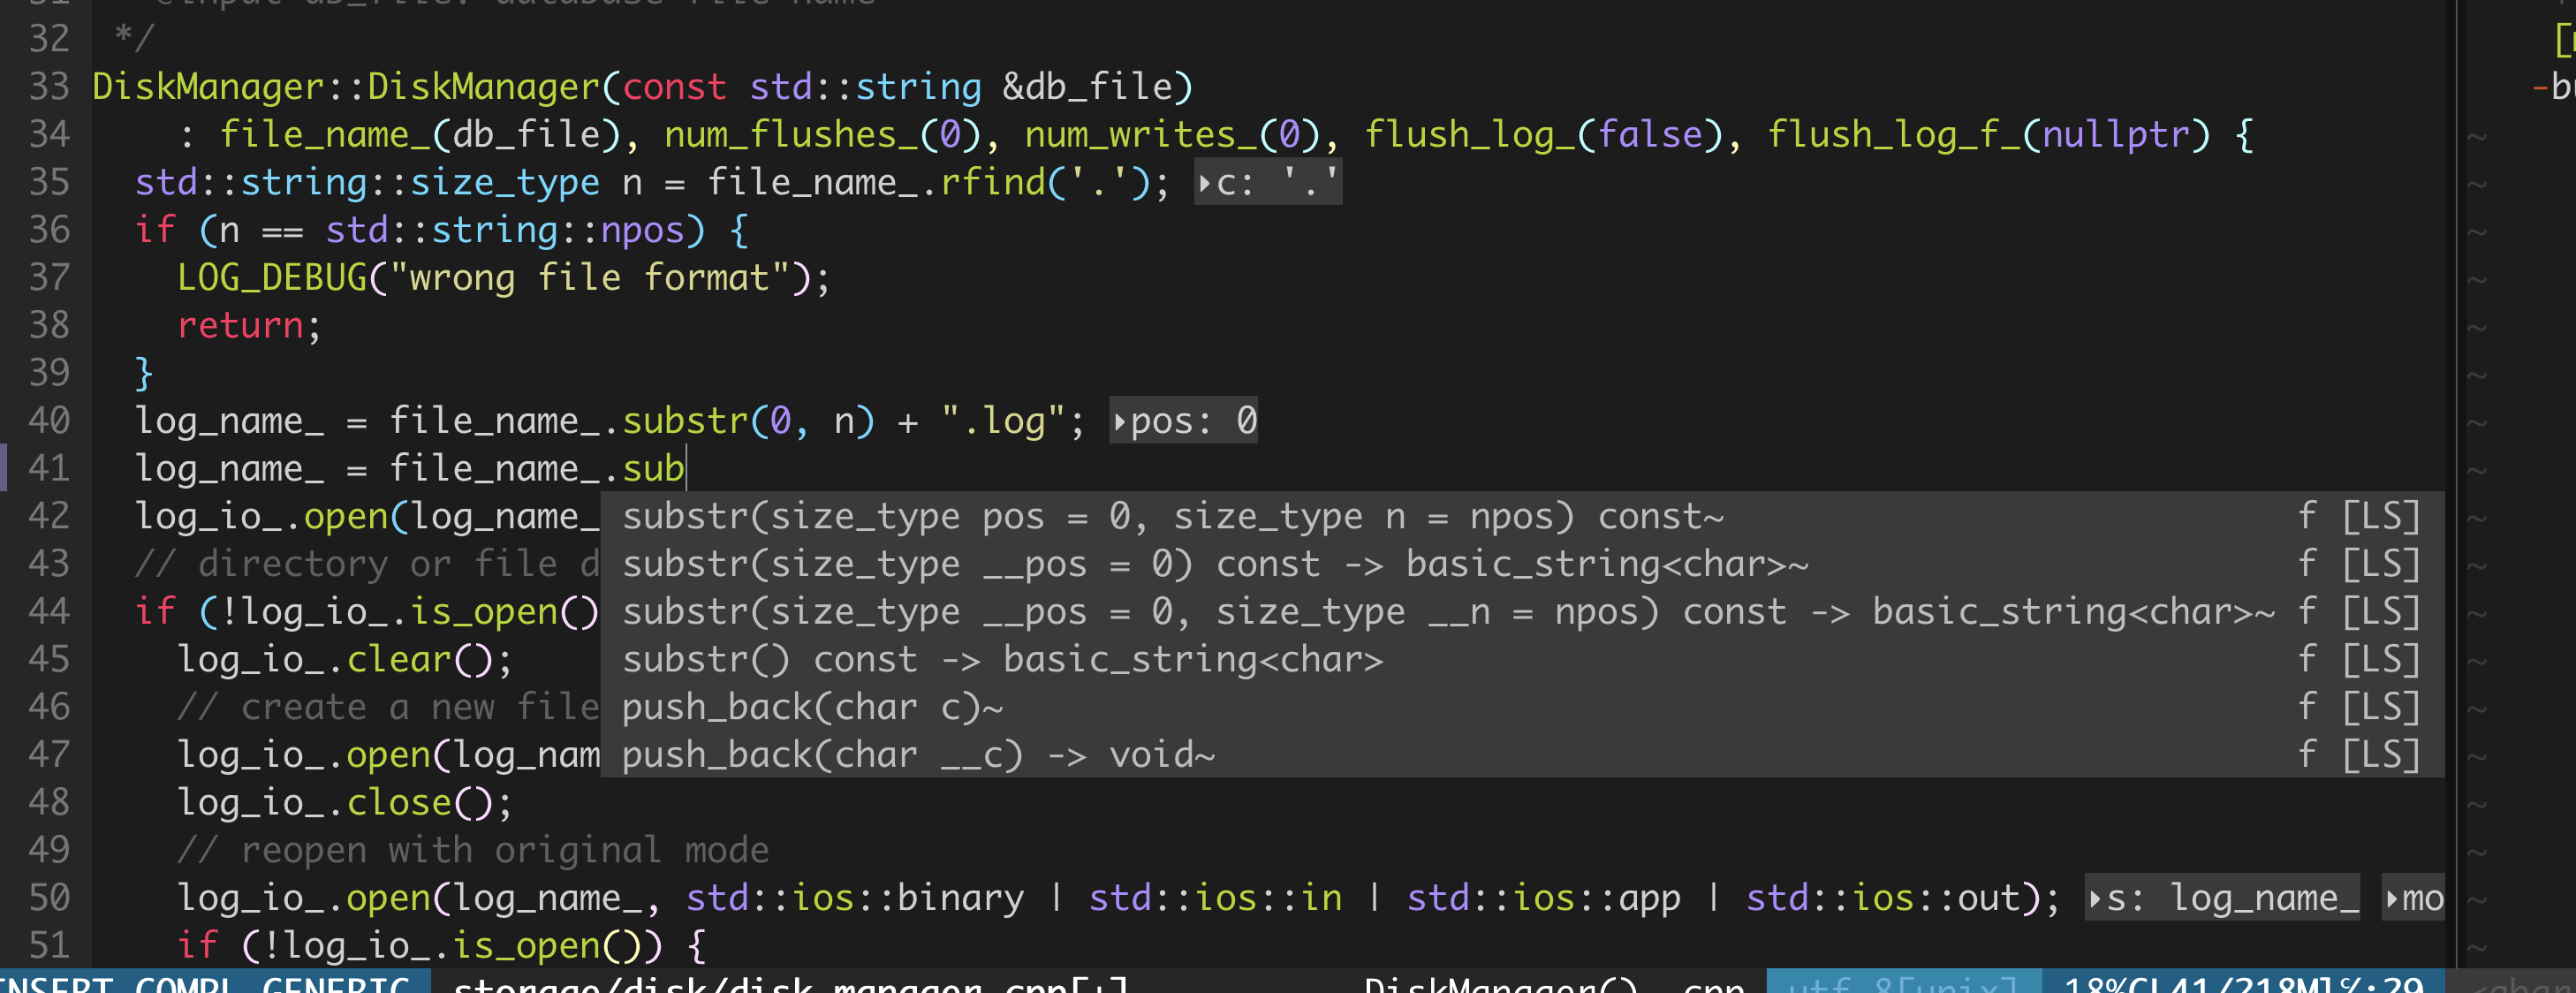 32 */
33 DiskManager::DiskManager(const std::string &db_file)
34 : file_name_(db_file), num_flushes_(0), num_writes_(0), flush_log_(false), flush_log_f_(nullptr) {
35 std::string::size_type n = file_name_.rfind('.'); ▸c: '.'
36 if (n == std::string::npos) {
37 LOG_DEBUG("wrong file format");
38 return;
39 }
40 log_name_ = file_name_.substr(0, n) + ".log"; ▸pos: 0
41 log_name_ = file_name_.sub
42 log_io_.open(log_name_ substr(size_type pos = 0, size_type n = npos) const~ f [LS]
43 // directory or file d substr(size_type __pos = 0) const -> basic_string<char>~ f [LS]
44 if (!log_io_.is_open() substr(size_type __pos = 0, size_type __n = npos) const -> basic_string<char>~ f [LS]
45 log_io_.clear(); substr() const -> basic_string<char> f [LS]
46 // create a new file push_back(char c)~ f [LS]
47 log_io_.open(log_nam push_back(char __c) -> void~ f [LS]
48 log_io_.close();
49 // reopen with original mode
50 log_io_.open(log_name_, std::ios::binary | std::ios::in | std::ios::app | std::ios::out); ▸s: log_name_ ▸mo
51 if (!log_io_.is_open()) {
INSERT COMPL GENERIC storage/disk/disk_manager.cpp[+] DiskManager() cpp utf-8[unix] 18%